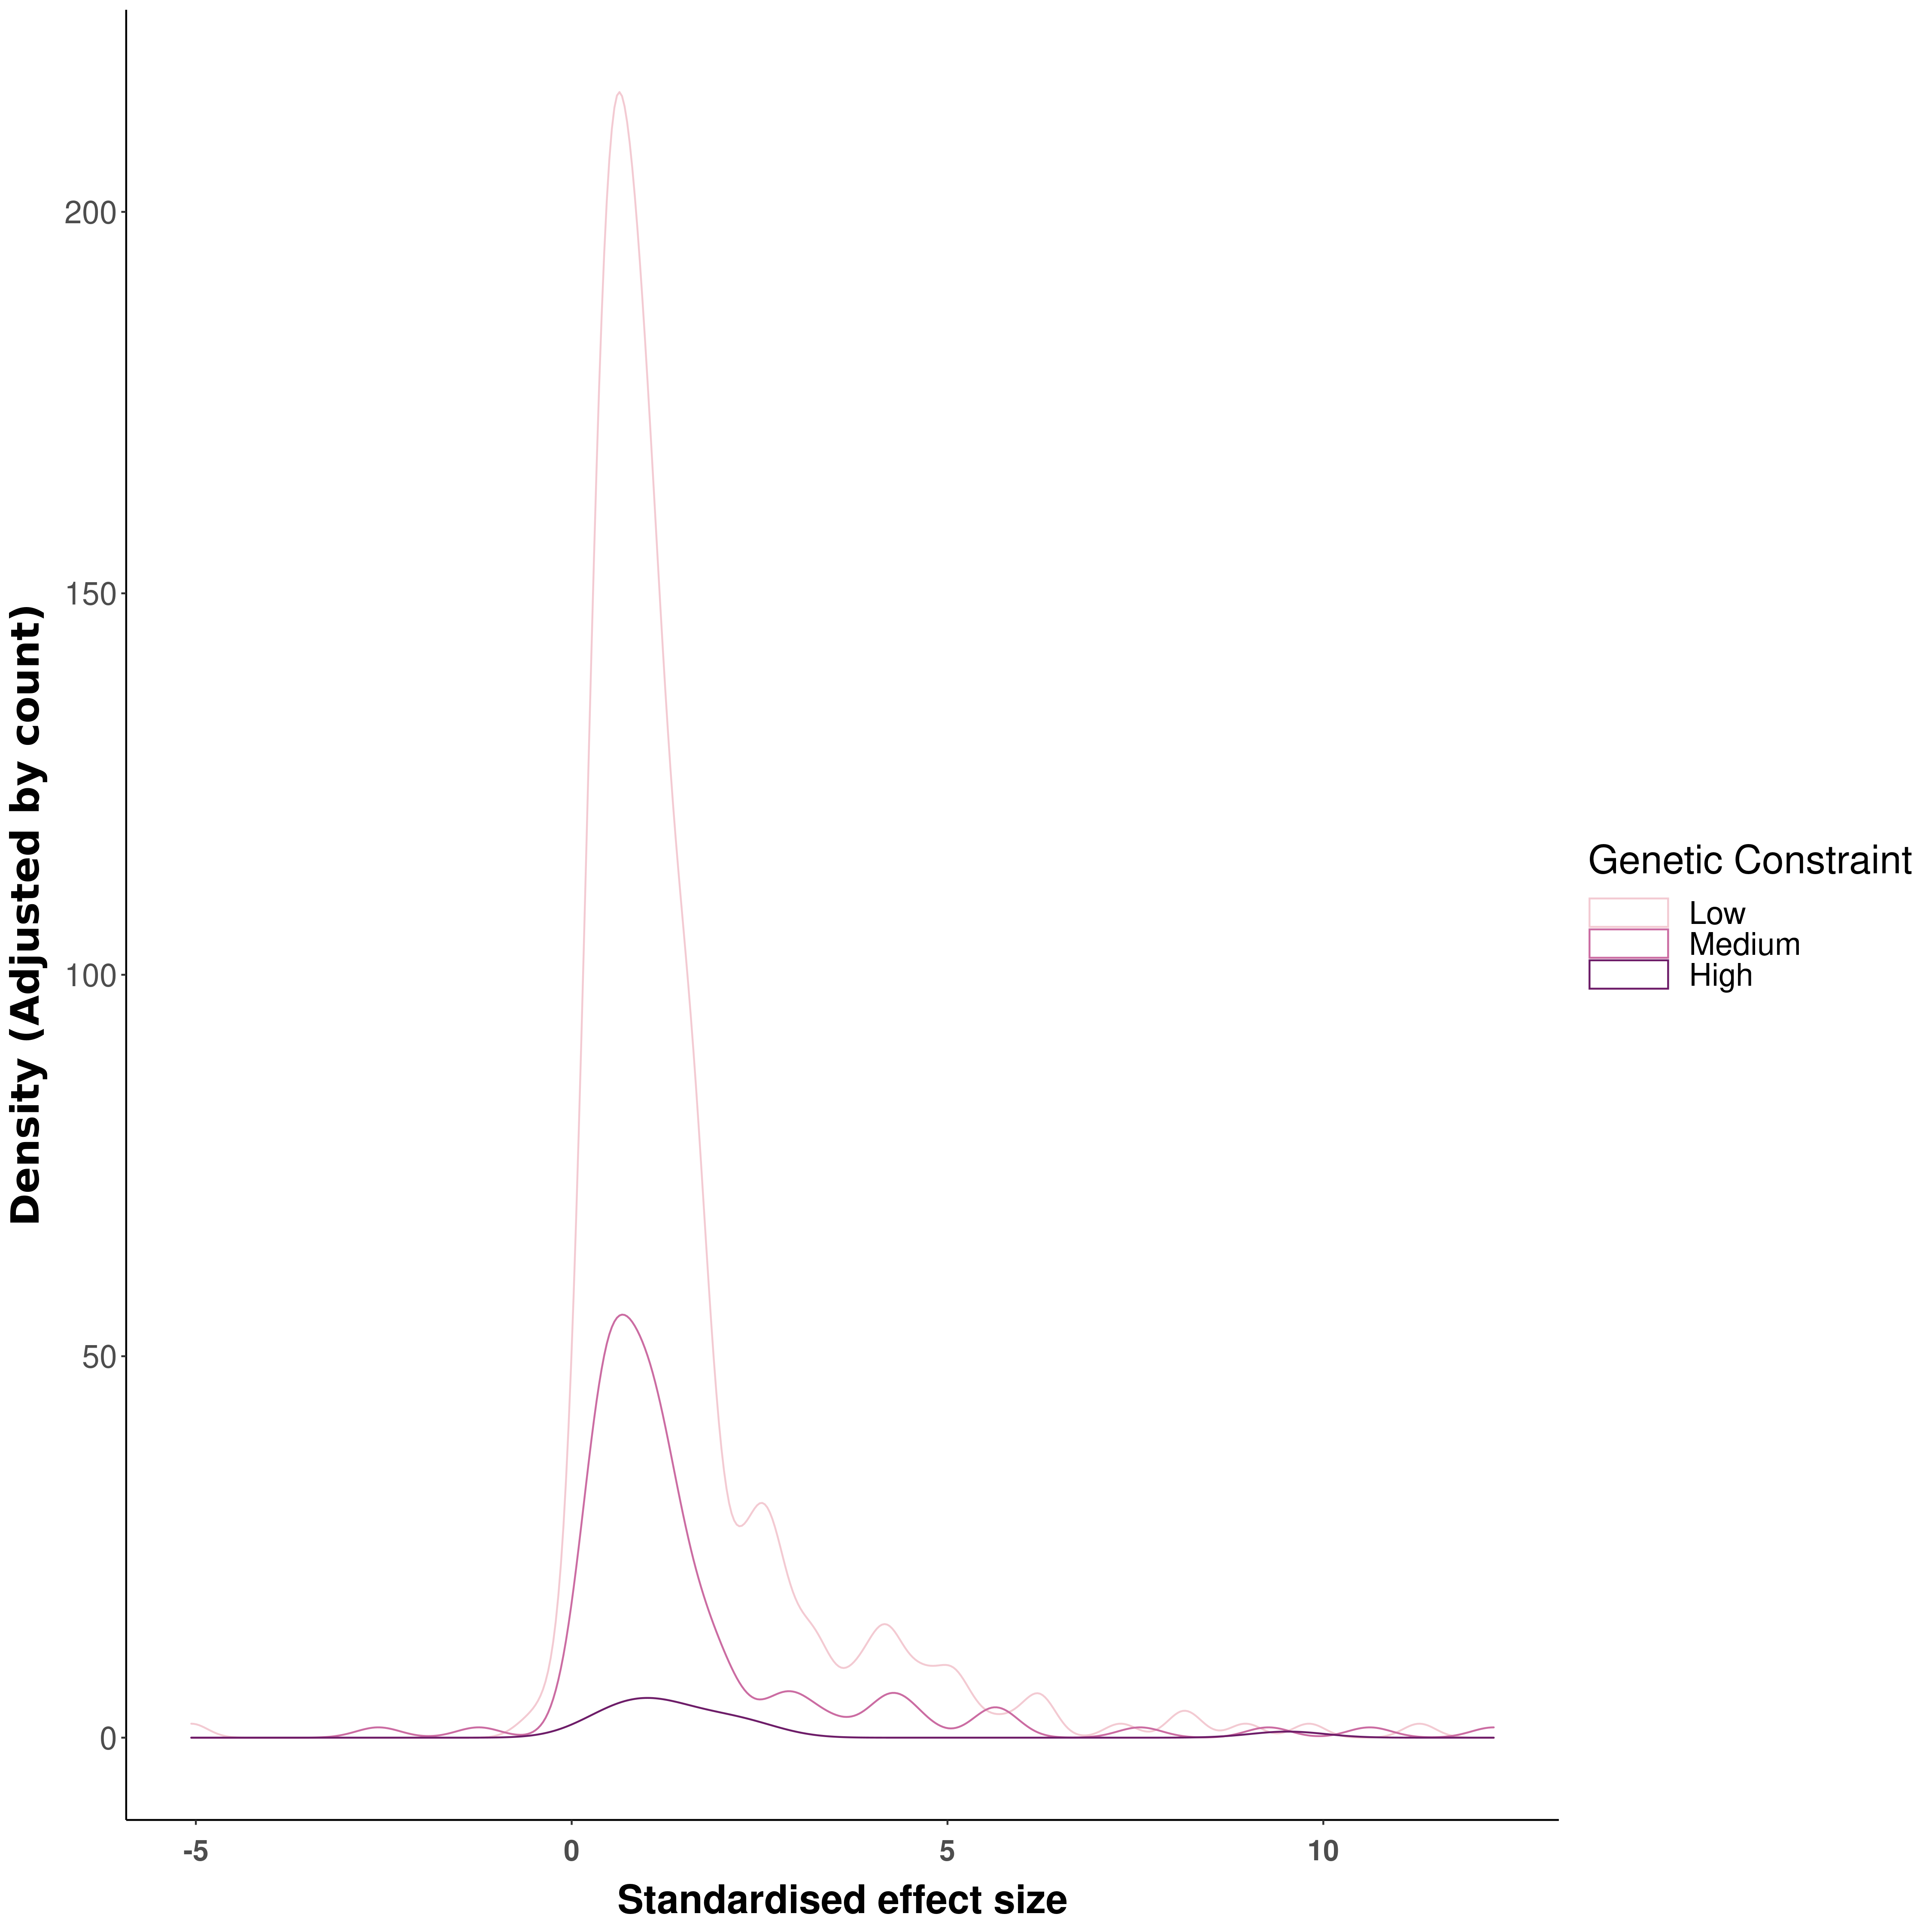 Density (Adjusted by count)
200
150
100
50
0
-5
0
5
10
Standardised effect size
Genetic Constraint
Low
Medium
High